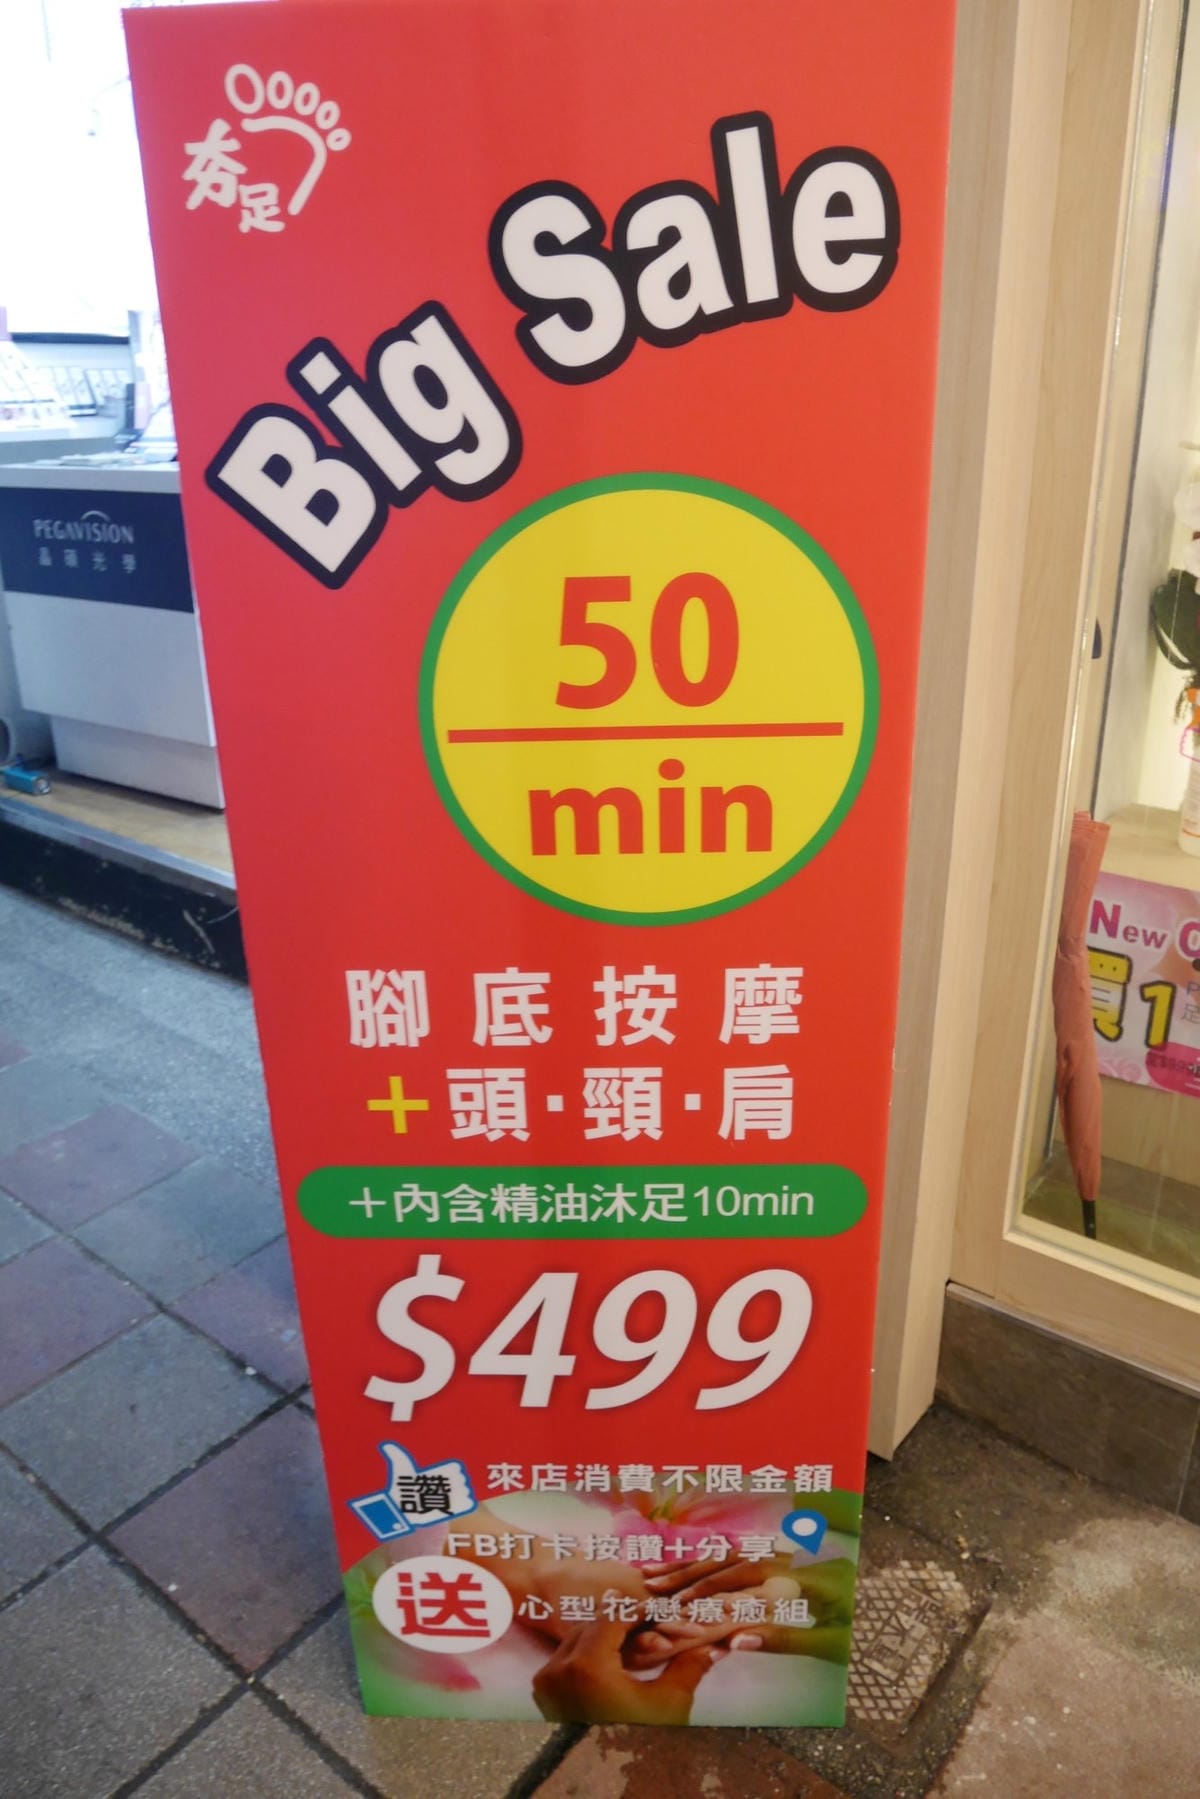 夯足
Big Sale
50
min
腳底按摩
+頭·頸·肩
+內含精油沐足10min
$499
讚 來店消費不限金額
FB打卡按讚+分享
送 心型花戀療癒組
PEGAVISION
晶碩光學
New
買1